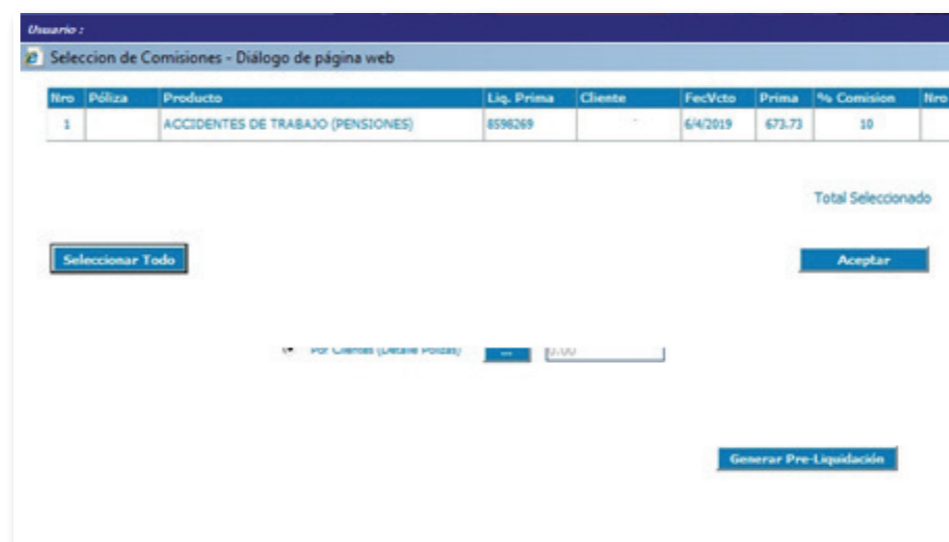 Usuario :
Seleccion de Comisiones - Diálogo de página web
Nro Póliza Producto Liq. Prima Cliente FecVcto Prima % Comision Nro
1 ACCIDENTES DE TRABAJO (PENSIONES) 8598269 6/4/2019 673.73 10
Total Seleccionado
Seleccionar Todo Aceptar
Por Clientes (Detalle Pólizas) ... 0.00
Generar Pre-Liquidación